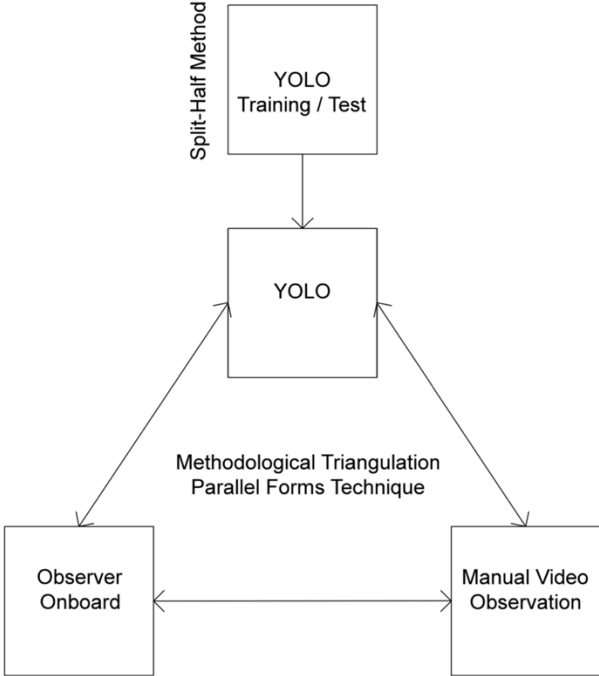 Split-Half Method
YOLO
Training / Test
YOLO
Methodological Triangulation
Parallel Forms Technique
Observer
Onboard
Manual Video
Observation